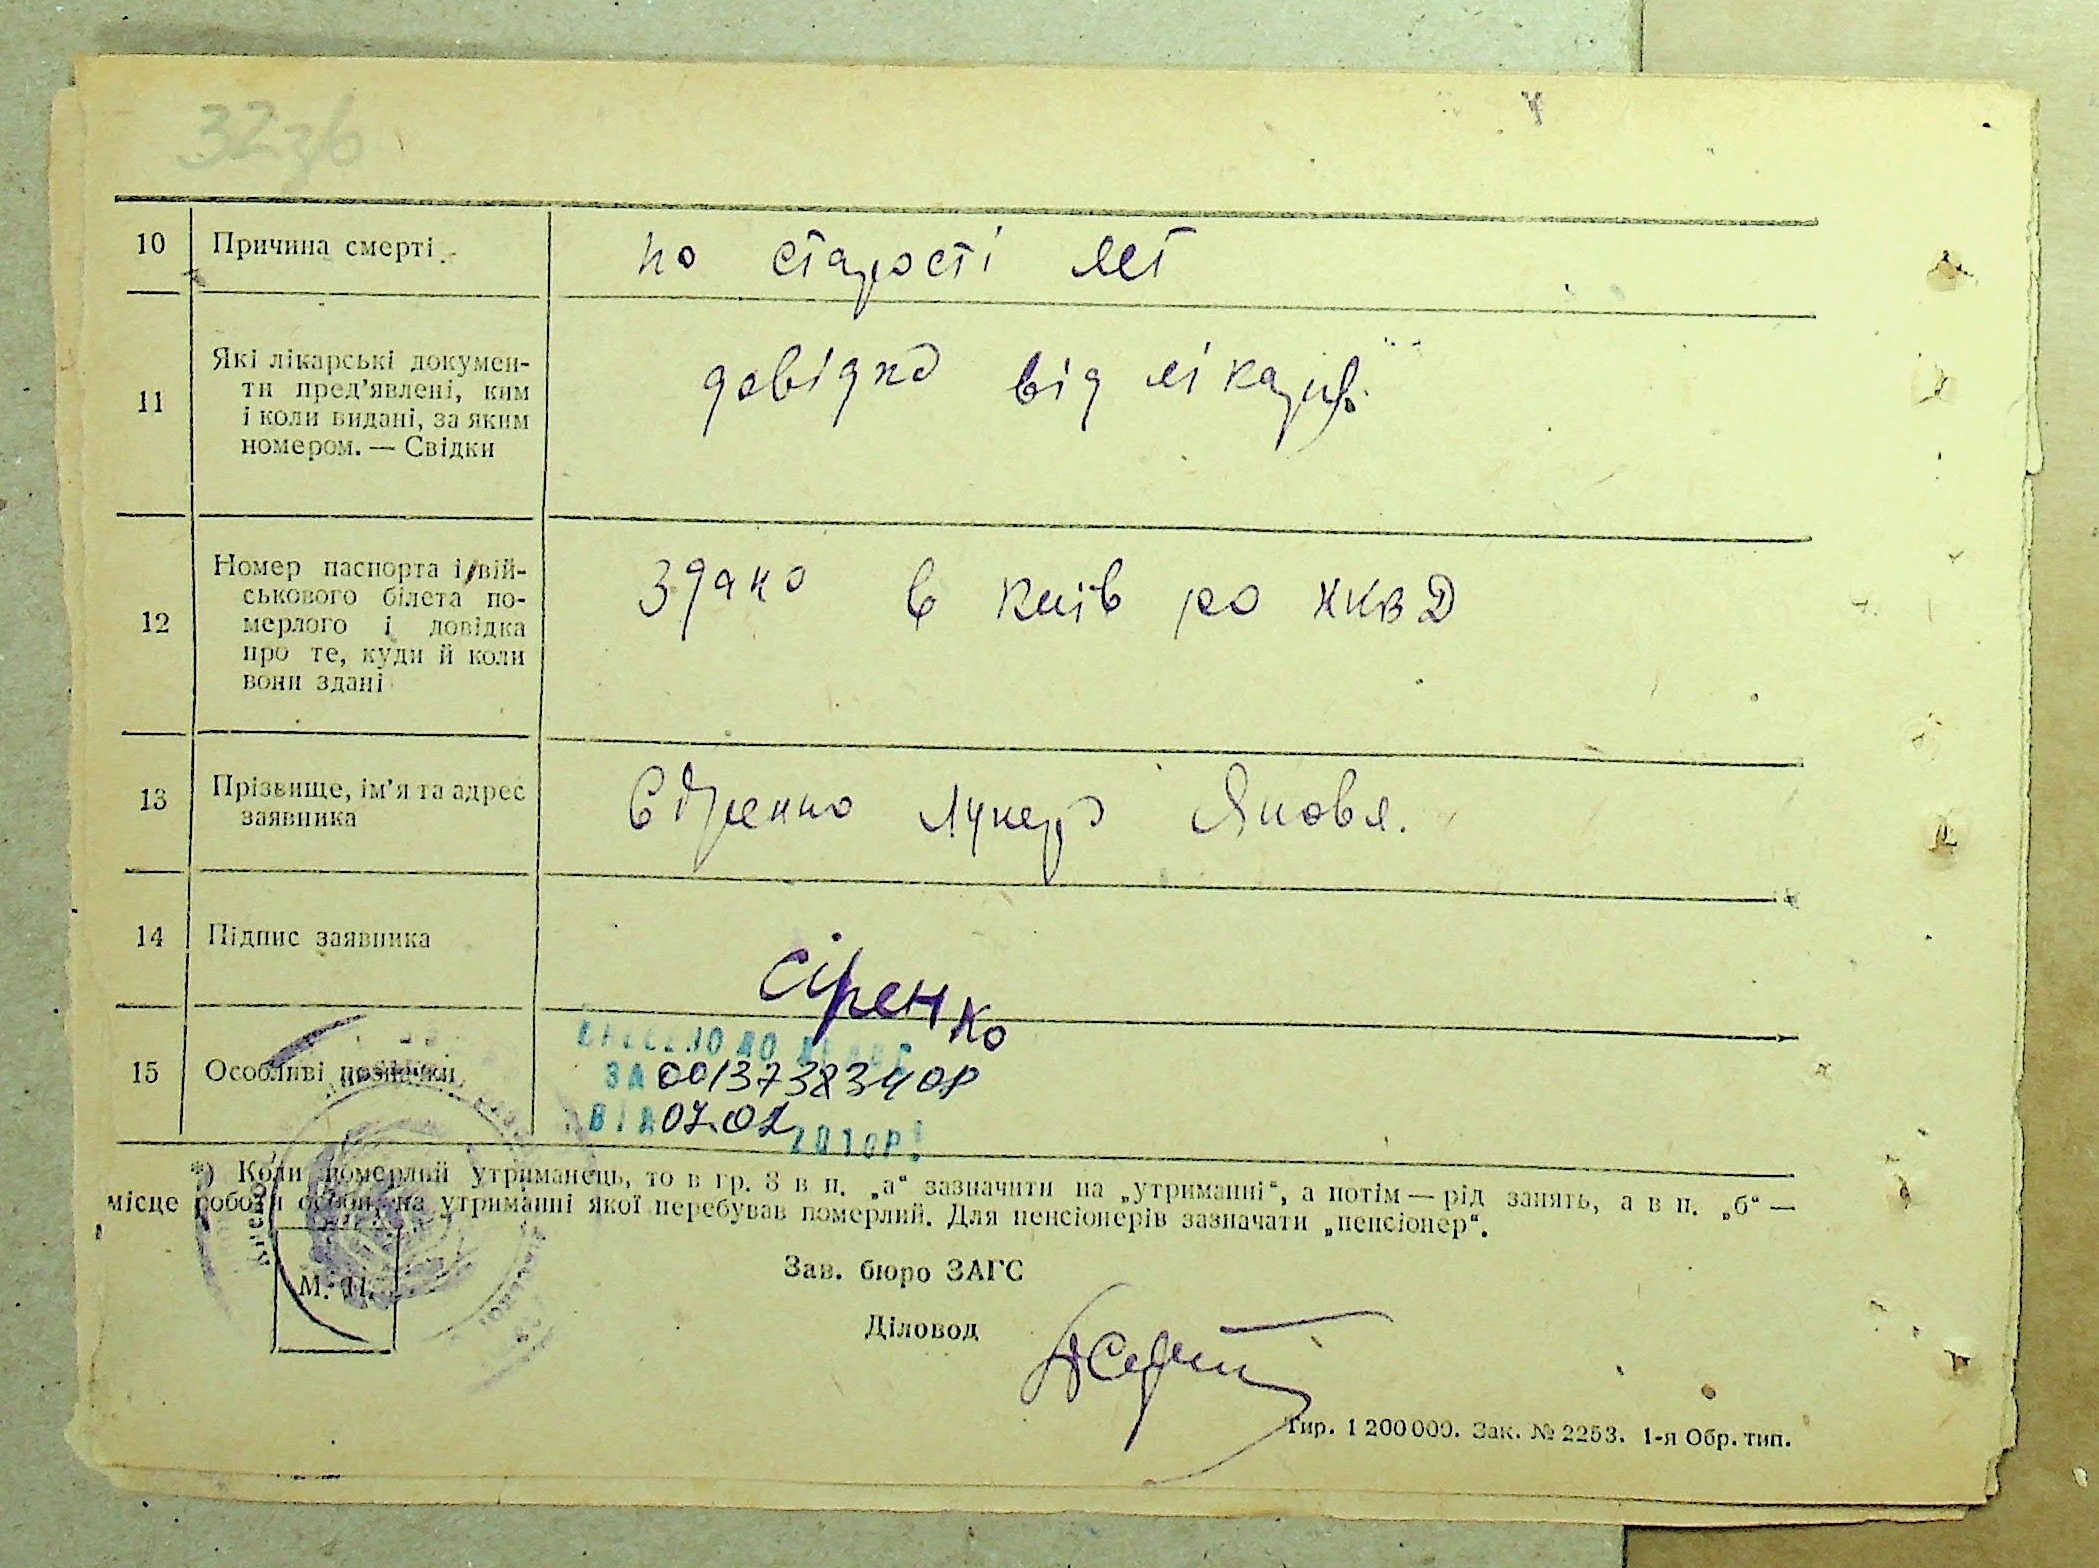 32зв
10 Причина смерті по старості лет
11 Які лікарські докумен-
ти пред'явлені, ким
і коли видані, за яким
номером. — Свідки
довідка від лікаря
12 Номер паспорта і вій-
ськового білета по-
мерлого і довідка
про те, куди й коли
вони здані
здано в Київ ро НКВД
13 Прізвище, ім'я та адрес
заявника
Сіренко Лукер Яковл.
14 Підпис заявника
Сіренко
15 Особливі позначки
ЗА 00137383408
ВІД 07.02 2010Р!
*) Коли померлий утриманець, то в гр. 8 в п. „а“ зазначити на „утриманні“, а потім — рід занять, а в п. „б“ —
місце роботи особи, на утриманні якої перебував померлий. Для пенсіонерів зазначати „пенсіонер“.
М. П.
Зав. бюро ЗАГС
Діловод
Тир. 1 200 000. Зак. № 2253. 1-я Обр. тип.